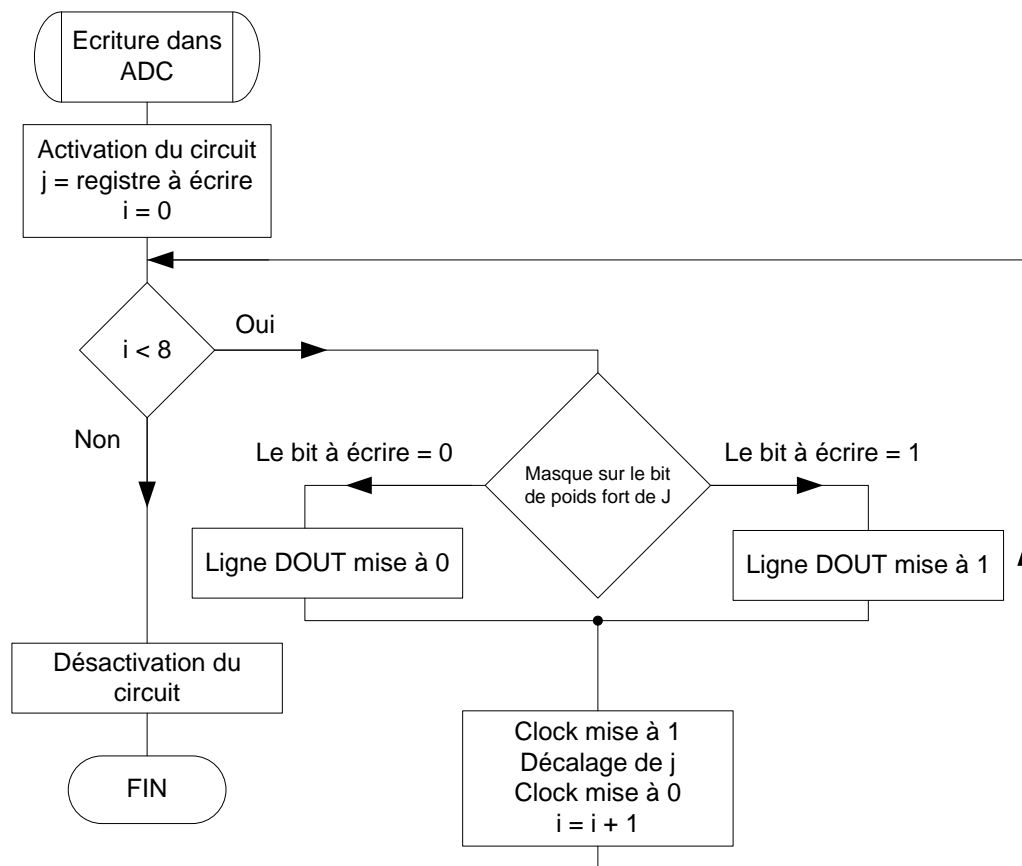 Ecriture dans
ADC
Activation du circuit
j = registre à écrire
i = 0
i < 8
Oui
Non
Le bit à écrire = 0
Masque sur le bit
de poids fort de J
Le bit à écrire = 1
Ligne DOUT mise à 0
Ligne DOUT mise à 1
Désactivation du
circuit
Clock mise à 1
Décalage de j
Clock mise à 0
i = i + 1
FIN